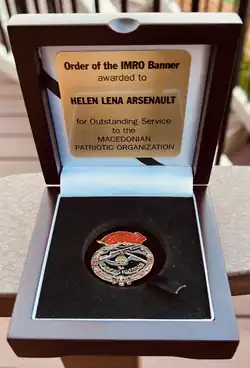 Order of the IMRO Banner
awarded to
HELEN LENA ARSENAULT
for Outstanding Service
to the
MACEDONIAN
PATRIOTIC ORGANIZATION